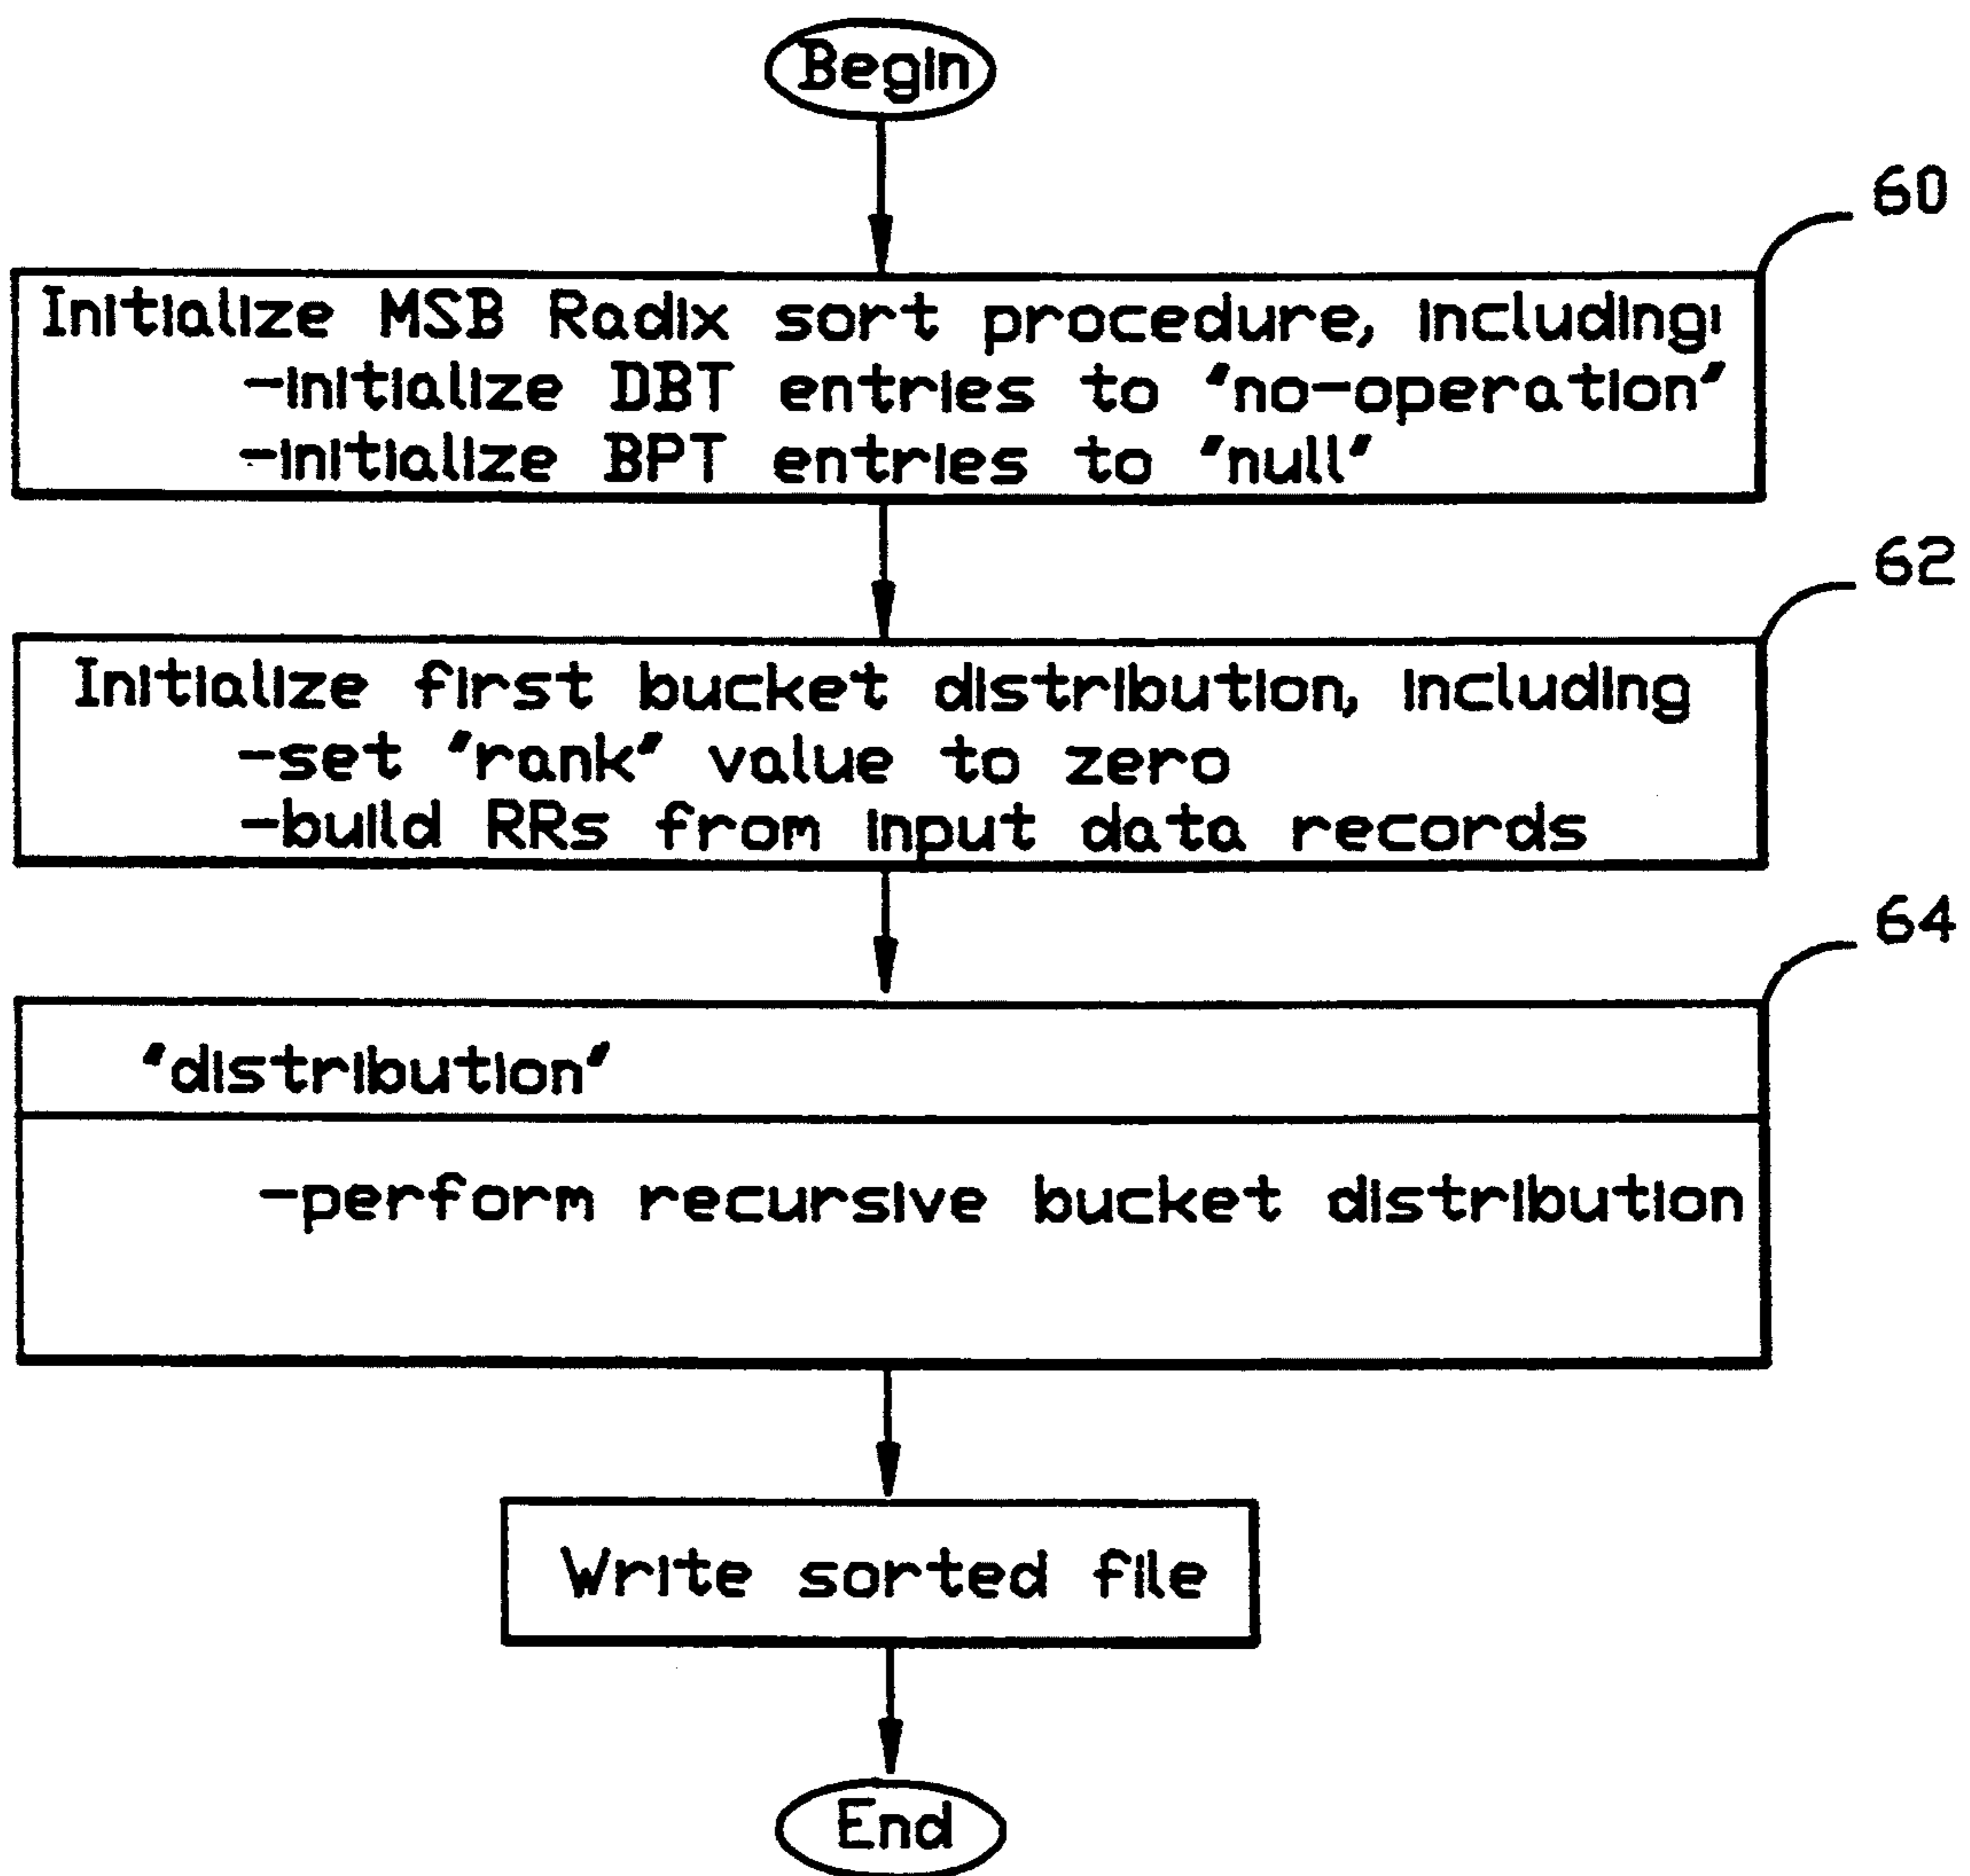 Begin
60
Initialize MSB Radix sort procedure, including:
-initialize DBT entries to "no-operation"
-initialize BPT entries to "null"
62
Initialize first bucket distribution, including
-set "rank" value to zero
-build RRs from input data records
64
"distribution"
-perform recursive bucket distribution
Write sorted file
End